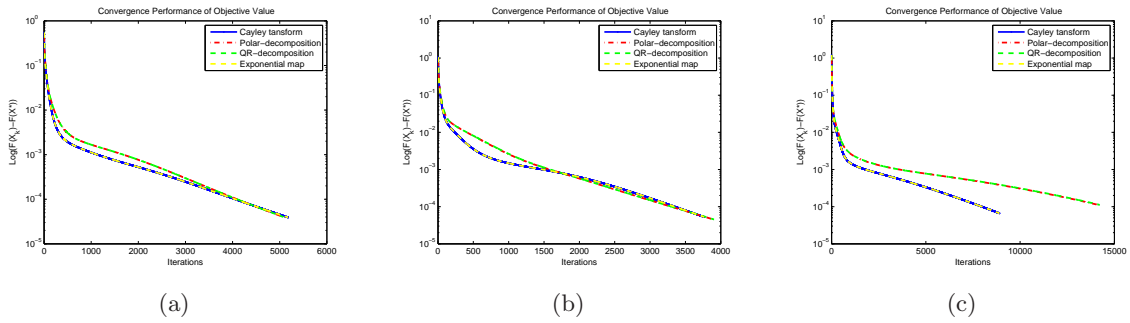 Convergence Performance of Objective Value
10^0
10^-1
10^-2
10^-3
10^-4
10^-5
Log(F(X_k)-F(X*))
Cayley tansform
Polar-decomposition
QR-decomposition
Exponential map
0 1000 2000 3000 4000 5000 6000
Iterations
(a)
Convergence Performance of Objective Value
10^2
10^1
10^0
10^-1
10^-2
10^-3
10^-4
10^-5
Log(F(X_k)-F(X*))
Cayley tansform
Polar-decomposition
QR-decomposition
Exponential map
0 500 1000 1500 2000 2500 3000 3500 4000
Iterations
(b)
Convergence Performance of Objective Value
10^2
10^1
10^0
10^-1
10^-2
10^-3
10^-4
10^-5
Log(F(X_k)-F(X*))
Cayley tansform
Polar-decomposition
QR-decomposition
Exponential map
0 5000 10000 15000
Iterations
(c)